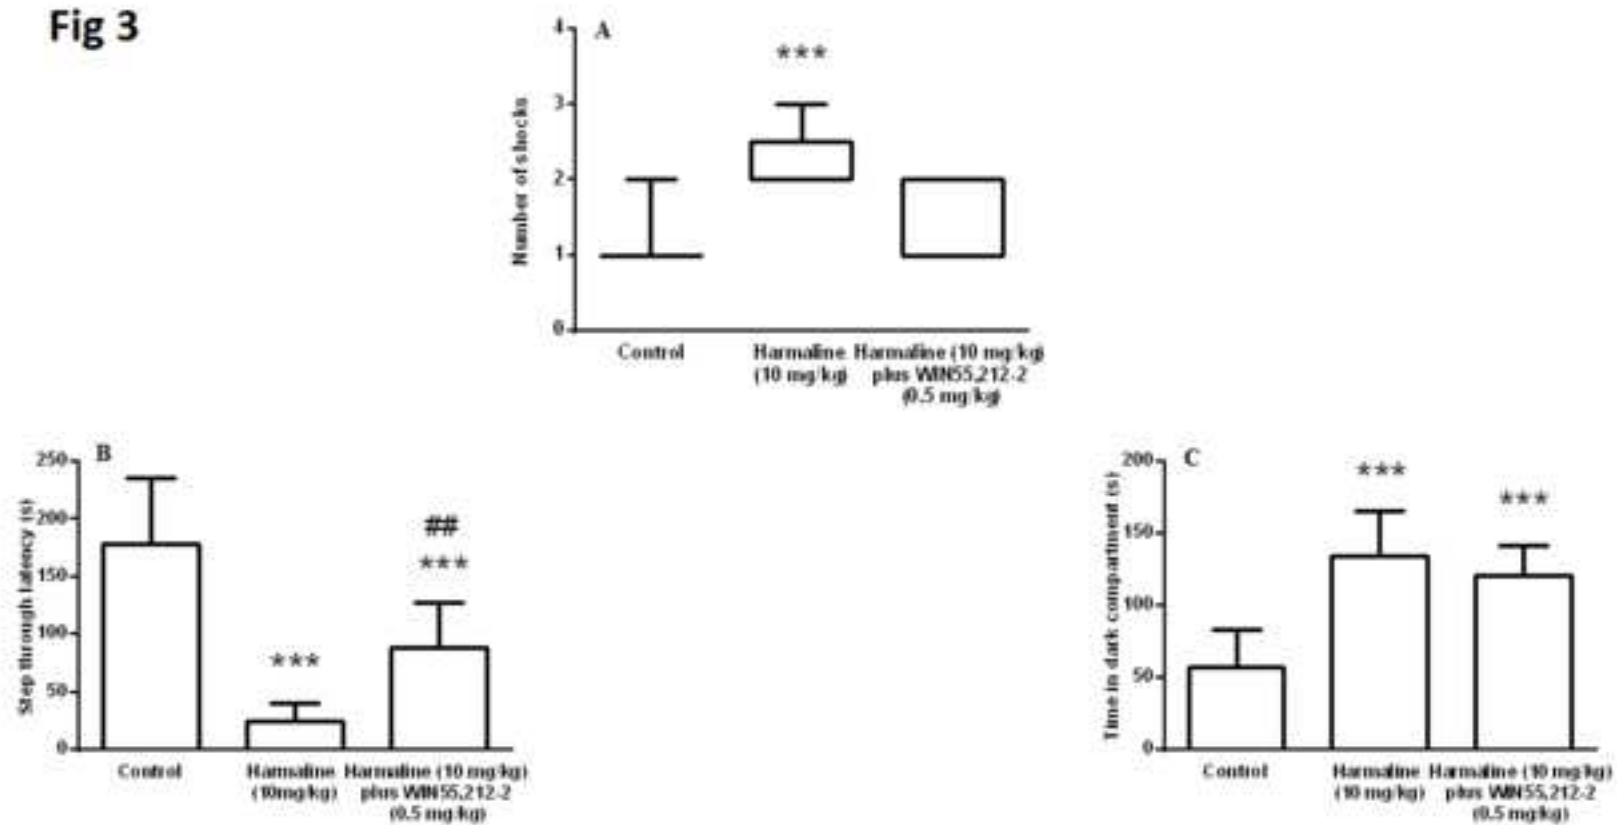 Fig 3
A
***
4
3
2
1
0
Number of shocks
Control
Harmaline
(10 mg/kg)
Harmaline (10 mg/kg)
plus WIN55,212-2
(0.5 mg/kg)
B
##
***
***
250
200
150
100
50
0
Step through latency (s)
Control
Harmaline
(10mg/kg)
Harmaline (10 mg/kg)
plus WIN55,212-2
(0.5 mg/kg)
C
***
***
200
150
100
50
0
Time in dark compartment (s)
Control
Harmaline
(10 mg/kg)
Harmaline (10 mg/kg)
plus WIN55,212-2
(0.5 mg/kg)